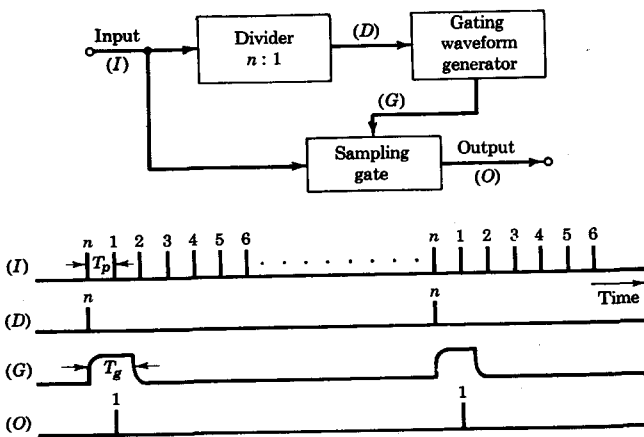 Input
(I)
Divider
n : 1
(D)
Gating
waveform
generator
(G)
Sampling
gate
Output
(O)
n 1 2 3 4 5 6 . . . . . . . . n 1 2 3 4 5 6
(I)
T_p
Time
n n
(D)
(G)
T_g
1 1
(O)